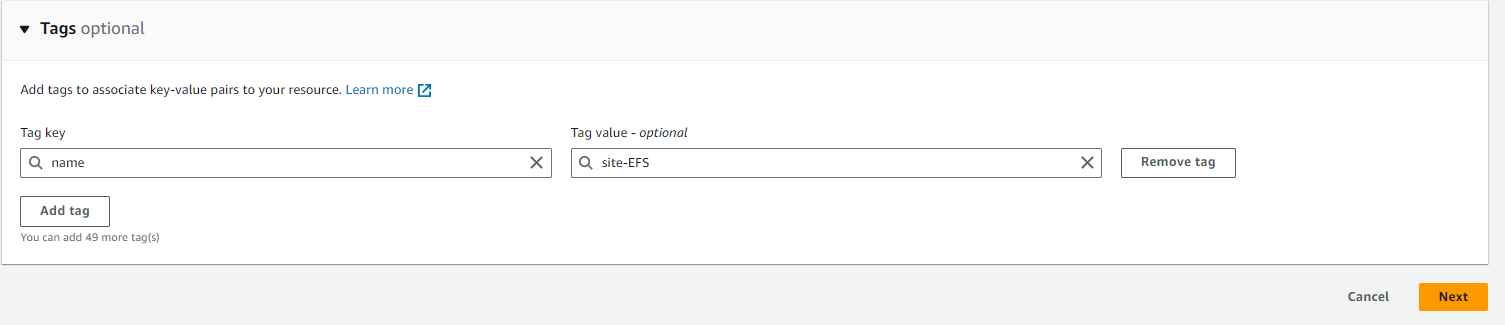 Tags optional
Add tags to associate key-value pairs to your resource. Learn more
Tag key
Tag value - optional
name
site-EFS
Remove tag
Add tag
You can add 49 more tag(s)
Cancel
Next